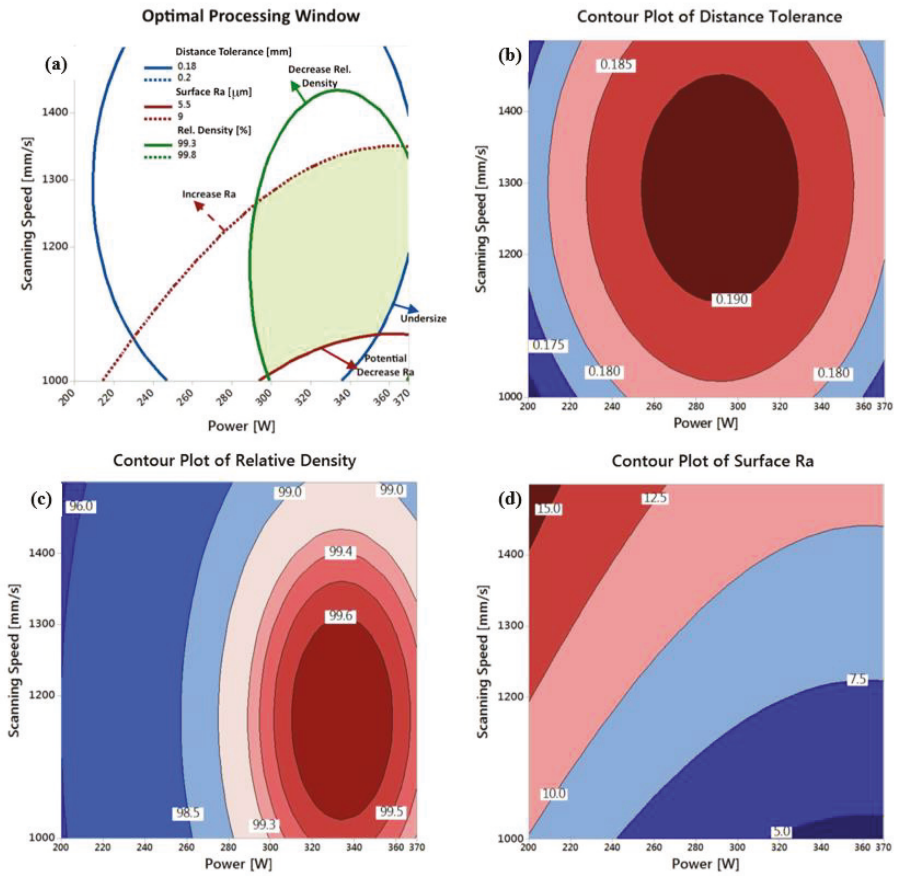 Optimal Processing Window
(a)
Distance Tolerance [mm]
0.18
0.2
Surface Ra [μm]
5.5
9
Rel. Density [%]
99.3
99.8
Decrease Rel.
Density
Increase Ra
Undersize
Potential
Decrease Ra
Scanning Speed [mm/s]
1400
1300
1200
1000
200 220 240 260 280 300 320 340 360 370
Power [W]
Contour Plot of Distance Tolerance
(b)
0.185
0.190
0.175
0.180
0.180
Scanning Speed [mm/s]
1400
1300
1200
1000
200 220 240 260 280 300 320 340 360 370
Power [W]
Contour Plot of Relative Density
(c)
96.0
99.0
99.0
99.4
99.6
98.5
99.3
99.5
Scanning Speed [mm/s]
1400
1300
1200
1000
200 220 240 260 280 300 320 340 360 370
Power [W]
Contour Plot of Surface Ra
(d)
15.0
12.5
7.5
10.0
5.0
Scanning Speed [mm/s]
1400
1300
1200
1000
200 220 240 260 280 300 320 340 360 370
Power [W]